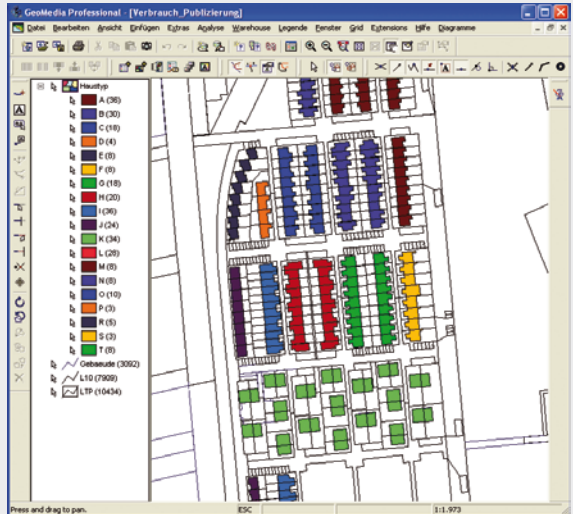 GeoMedia Professional - [Verbrauch_Publizierung]
Datei Bearbeiten Ansicht Einfügen Extras Analyse Warehouse Legende Fenster Grid Extensions Hilfe Diagramme
Haustyp
A (36)
B (30)
C (18)
D (4)
E (8)
F (8)
G (18)
H (20)
I (36)
J (24)
K (34)
L (28)
M (8)
N (8)
O (10)
P (3)
R (5)
S (3)
T (8)
Gebaeude (3092)
L10 (7909)
LTP (10434)
Press and drag to pan. ESC 1:1.973